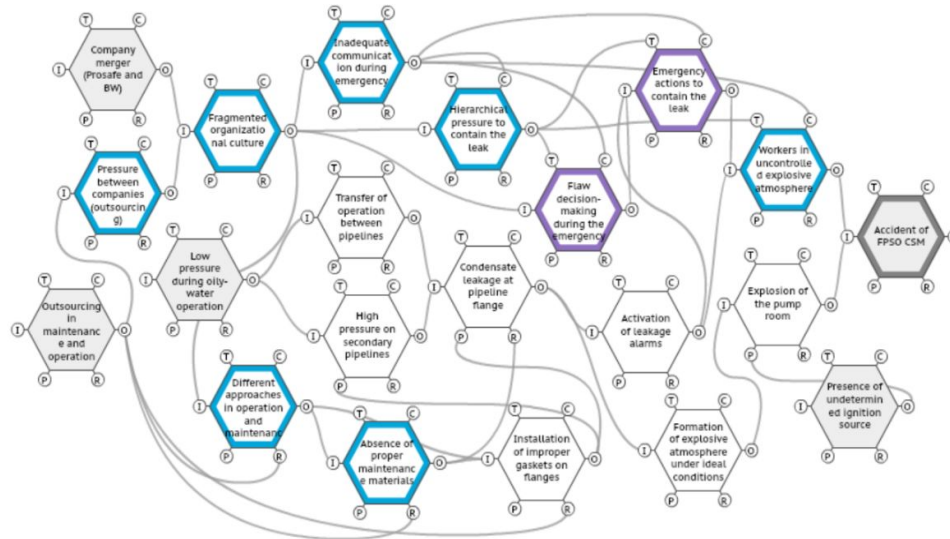 Company
merger
(Prosafe and
BW)
Pressure
between
companies
(outsourcin
g)
Fragmented
organizatio
nal culture
Inadequate
communicat
ion during
emergency
Hierarchical
pressure to
contain the
leak
Emergency
actions to
contain the
leak
Flaw
decision-
making during
the emergency
Workers in
uncontrolle
d explosive
atmosphere
Accident of
FPSO CSM
Outsourcing
in
maintenanc
e and
operation
Low
pressure
during oily-
water
operation
Transfer of
operation
between
pipelines
High
pressure on
secondary
pipelines
Condensate
leakage at
pipeline
flange
Activation
of leakage
alarms
Explosion of
the pump
room
Different
approaches
in operation
and
maintenanc
Absence of
proper
maintenanc
e materials
Installation
of improper
gaskets on
flanges
Formation
of explosive
atmosphere
under ideal
conditions
Presence of
undetermin
ed ignition
source